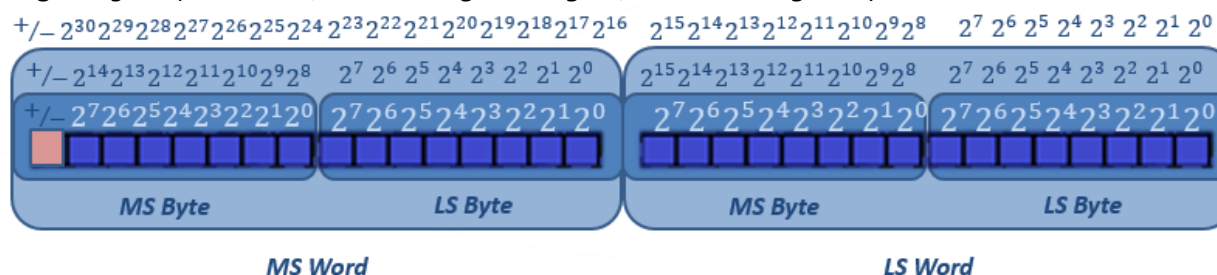 +/− 2³⁰2²⁹2²⁸2²⁷2²⁶2²⁵2²⁴ 2²³2²²2²¹2²⁰2¹⁹2¹⁸2¹⁷2¹⁶ 2¹⁵2¹⁴2¹³2¹²2¹¹2¹⁰2⁹2⁸ 2⁷ 2⁶ 2⁵ 2⁴ 2³ 2² 2¹ 2⁰
+/− 2¹⁴2¹³2¹²2¹¹2¹⁰2⁹2⁸ 2⁷ 2⁶ 2⁵ 2⁴ 2³ 2² 2¹ 2⁰ 2¹⁵2¹⁴2¹³2¹²2¹¹2¹⁰2⁹2⁸ 2⁷ 2⁶ 2⁵ 2⁴ 2³ 2² 2¹ 2⁰
+/− 2⁷2⁶2⁵2⁴2³2²2¹2⁰ 2⁷2⁶2⁵2⁴2³2²2¹2⁰ 2⁷2⁶2⁵2⁴2³2²2¹2⁰ 2⁷2⁶2⁵2⁴2³2²2¹2⁰
MS Byte LS Byte MS Byte LS Byte
MS Word LS Word